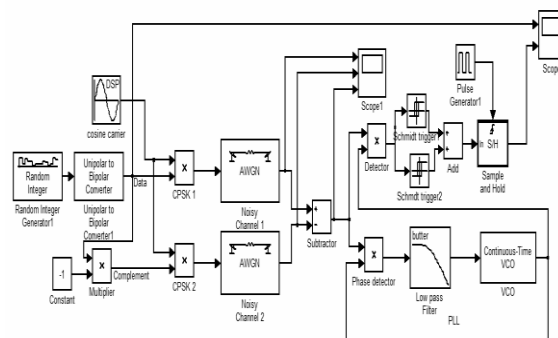 DSP
cosine carrier
Random
Integer
Random Integer
Generator1
Unipolar to
Bipolar
Converter
Unipolar to
Bipolar
Converter1
Data
-1
Constant
×
Multiplier
Complement
×
CPSK 1
×
CPSK 2
AWGN
Noisy
Channel 1
AWGN
Noisy
Channel 2
+
−
Subtractor
Scope1
×
Detector
Schmidt trigger
Schmdt trigger2
+
+
Add
Pulse
Generator1
In
S/H
Sample
and Hold
Scope
×
Phase detector
butter
Low pass
Filter
Continuous-Time
VCO
VCO
PLL